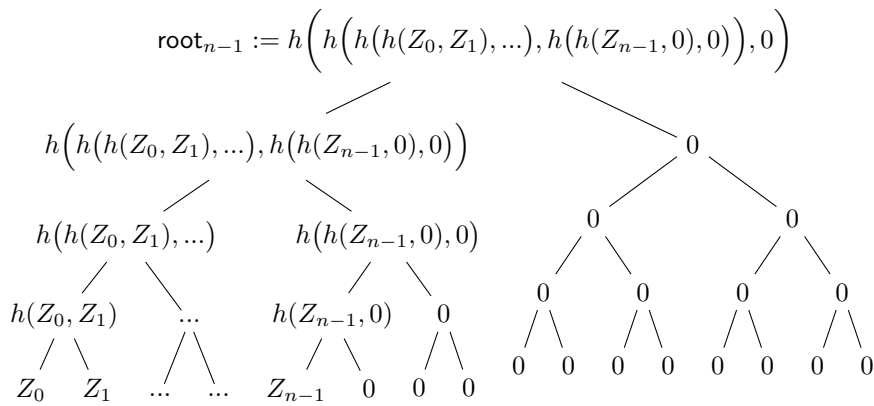 root_{n-1} := h(h(h(h(Z_0, Z_1), ...), h(h(Z_{n-1}, 0), 0)), 0)
h(h(h(Z_0, Z_1), ...), h(h(Z_{n-1}, 0), 0)) 0
h(h(Z_0, Z_1), ...) h(h(Z_{n-1}, 0), 0) 0 0
h(Z_0, Z_1) ... h(Z_{n-1}, 0) 0 0 0 0 0
Z_0 Z_1 ... ... Z_{n-1} 0 0 0 0 0 0 0 0 0 0 0